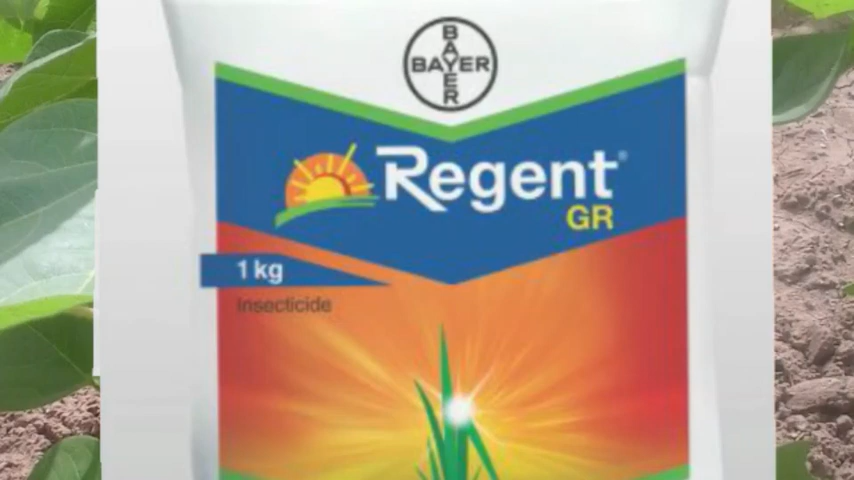 BAYER
BAYER
Regent®
GR
1 kg
Insecticide